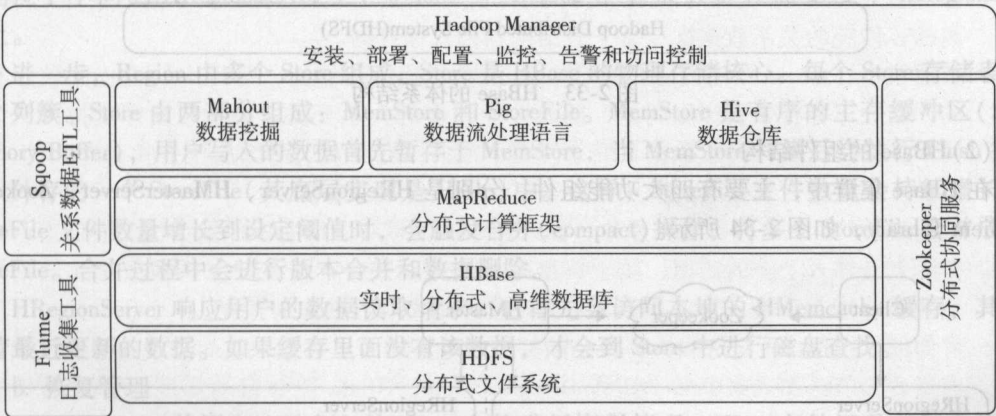 Hadoop Manager
安装、部署、配置、监控、告警和访问控制
Sqoop
关系数据ETL工具
Flume
日志收集工具
Mahout
数据挖掘
Pig
数据流处理语言
Hive
数据仓库
MapReduce
分布式计算框架
HBase
实时、分布式、高维数据库
HDFS
分布式文件系统
Zookeeper
分布式协同服务